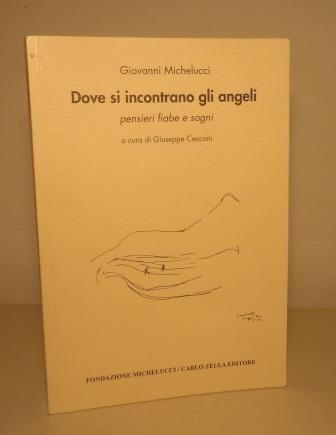 Giovanni Michelucci
Dove si incontrano gli angeli
pensieri fiabe e sogni
a cura di Giuseppe Cecconi
FONDAZIONE MICHELUCCI / CARLO ZELLA EDITORE